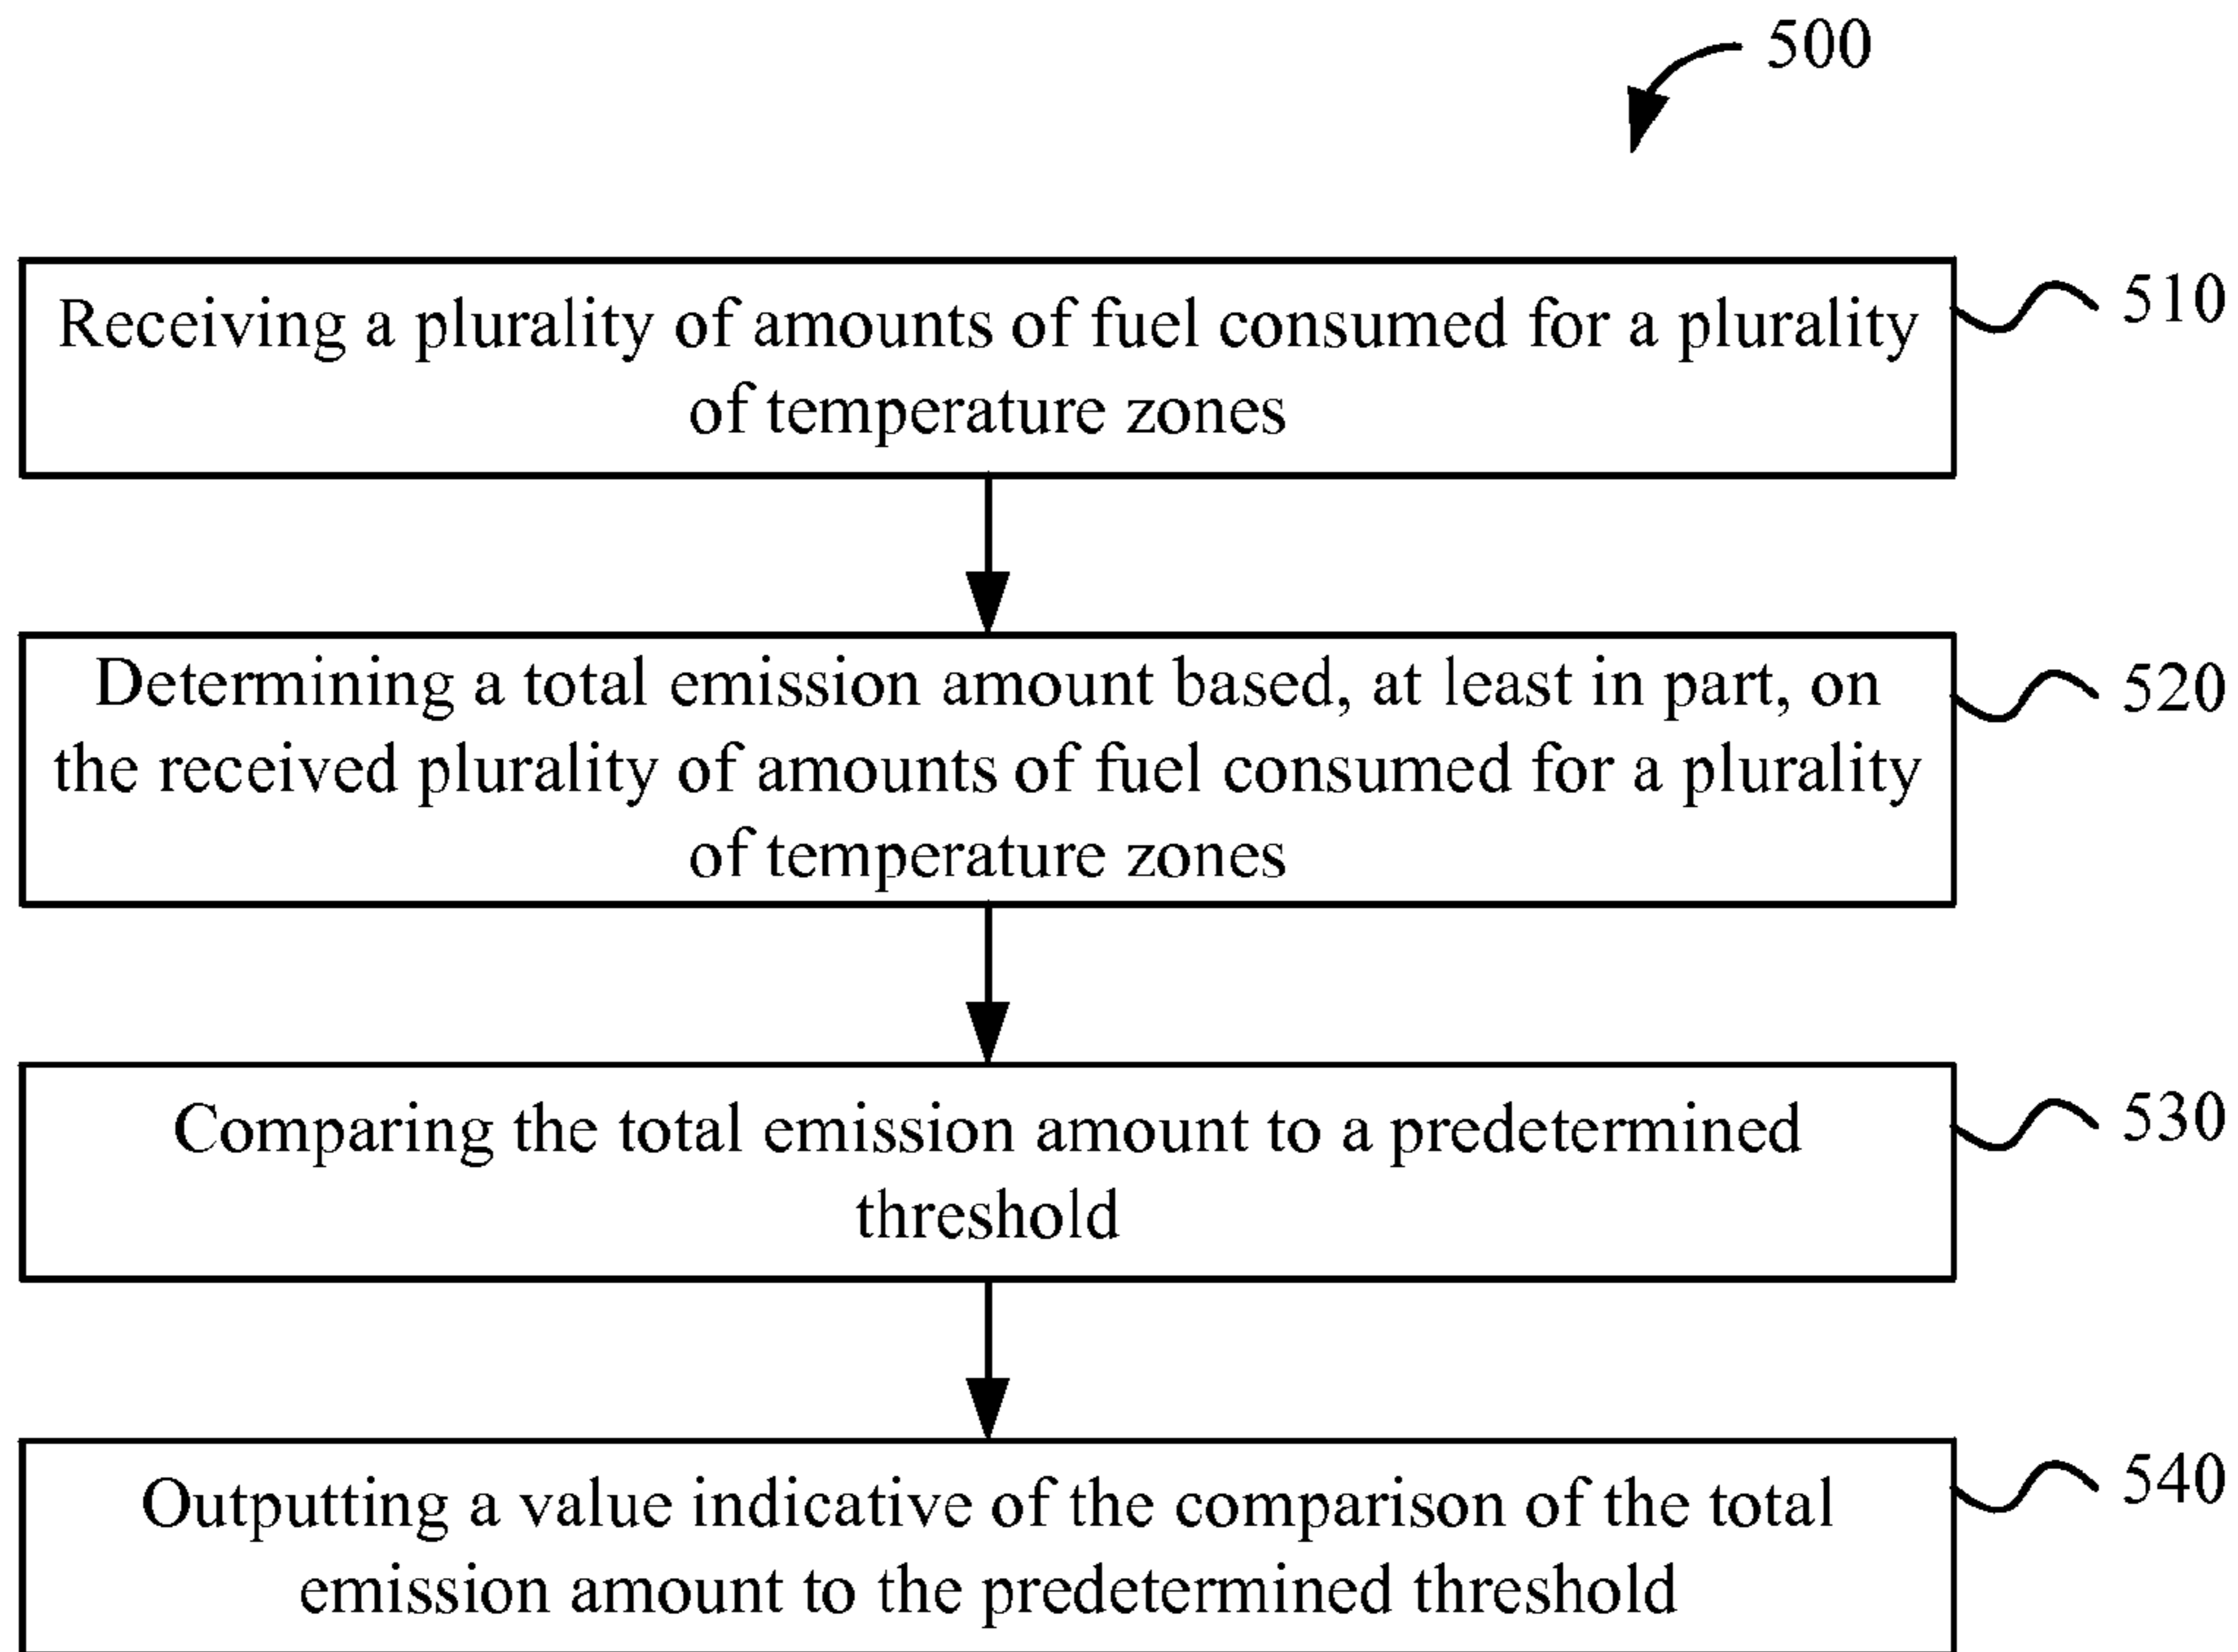 500
Receiving a plurality of amounts of fuel consumed for a plurality
of temperature zones
510
Determining a total emission amount based, at least in part, on
the received plurality of amounts of fuel consumed for a plurality
of temperature zones
520
Comparing the total emission amount to a predetermined
threshold
530
Outputting a value indicative of the comparison of the total
emission amount to the predetermined threshold
540